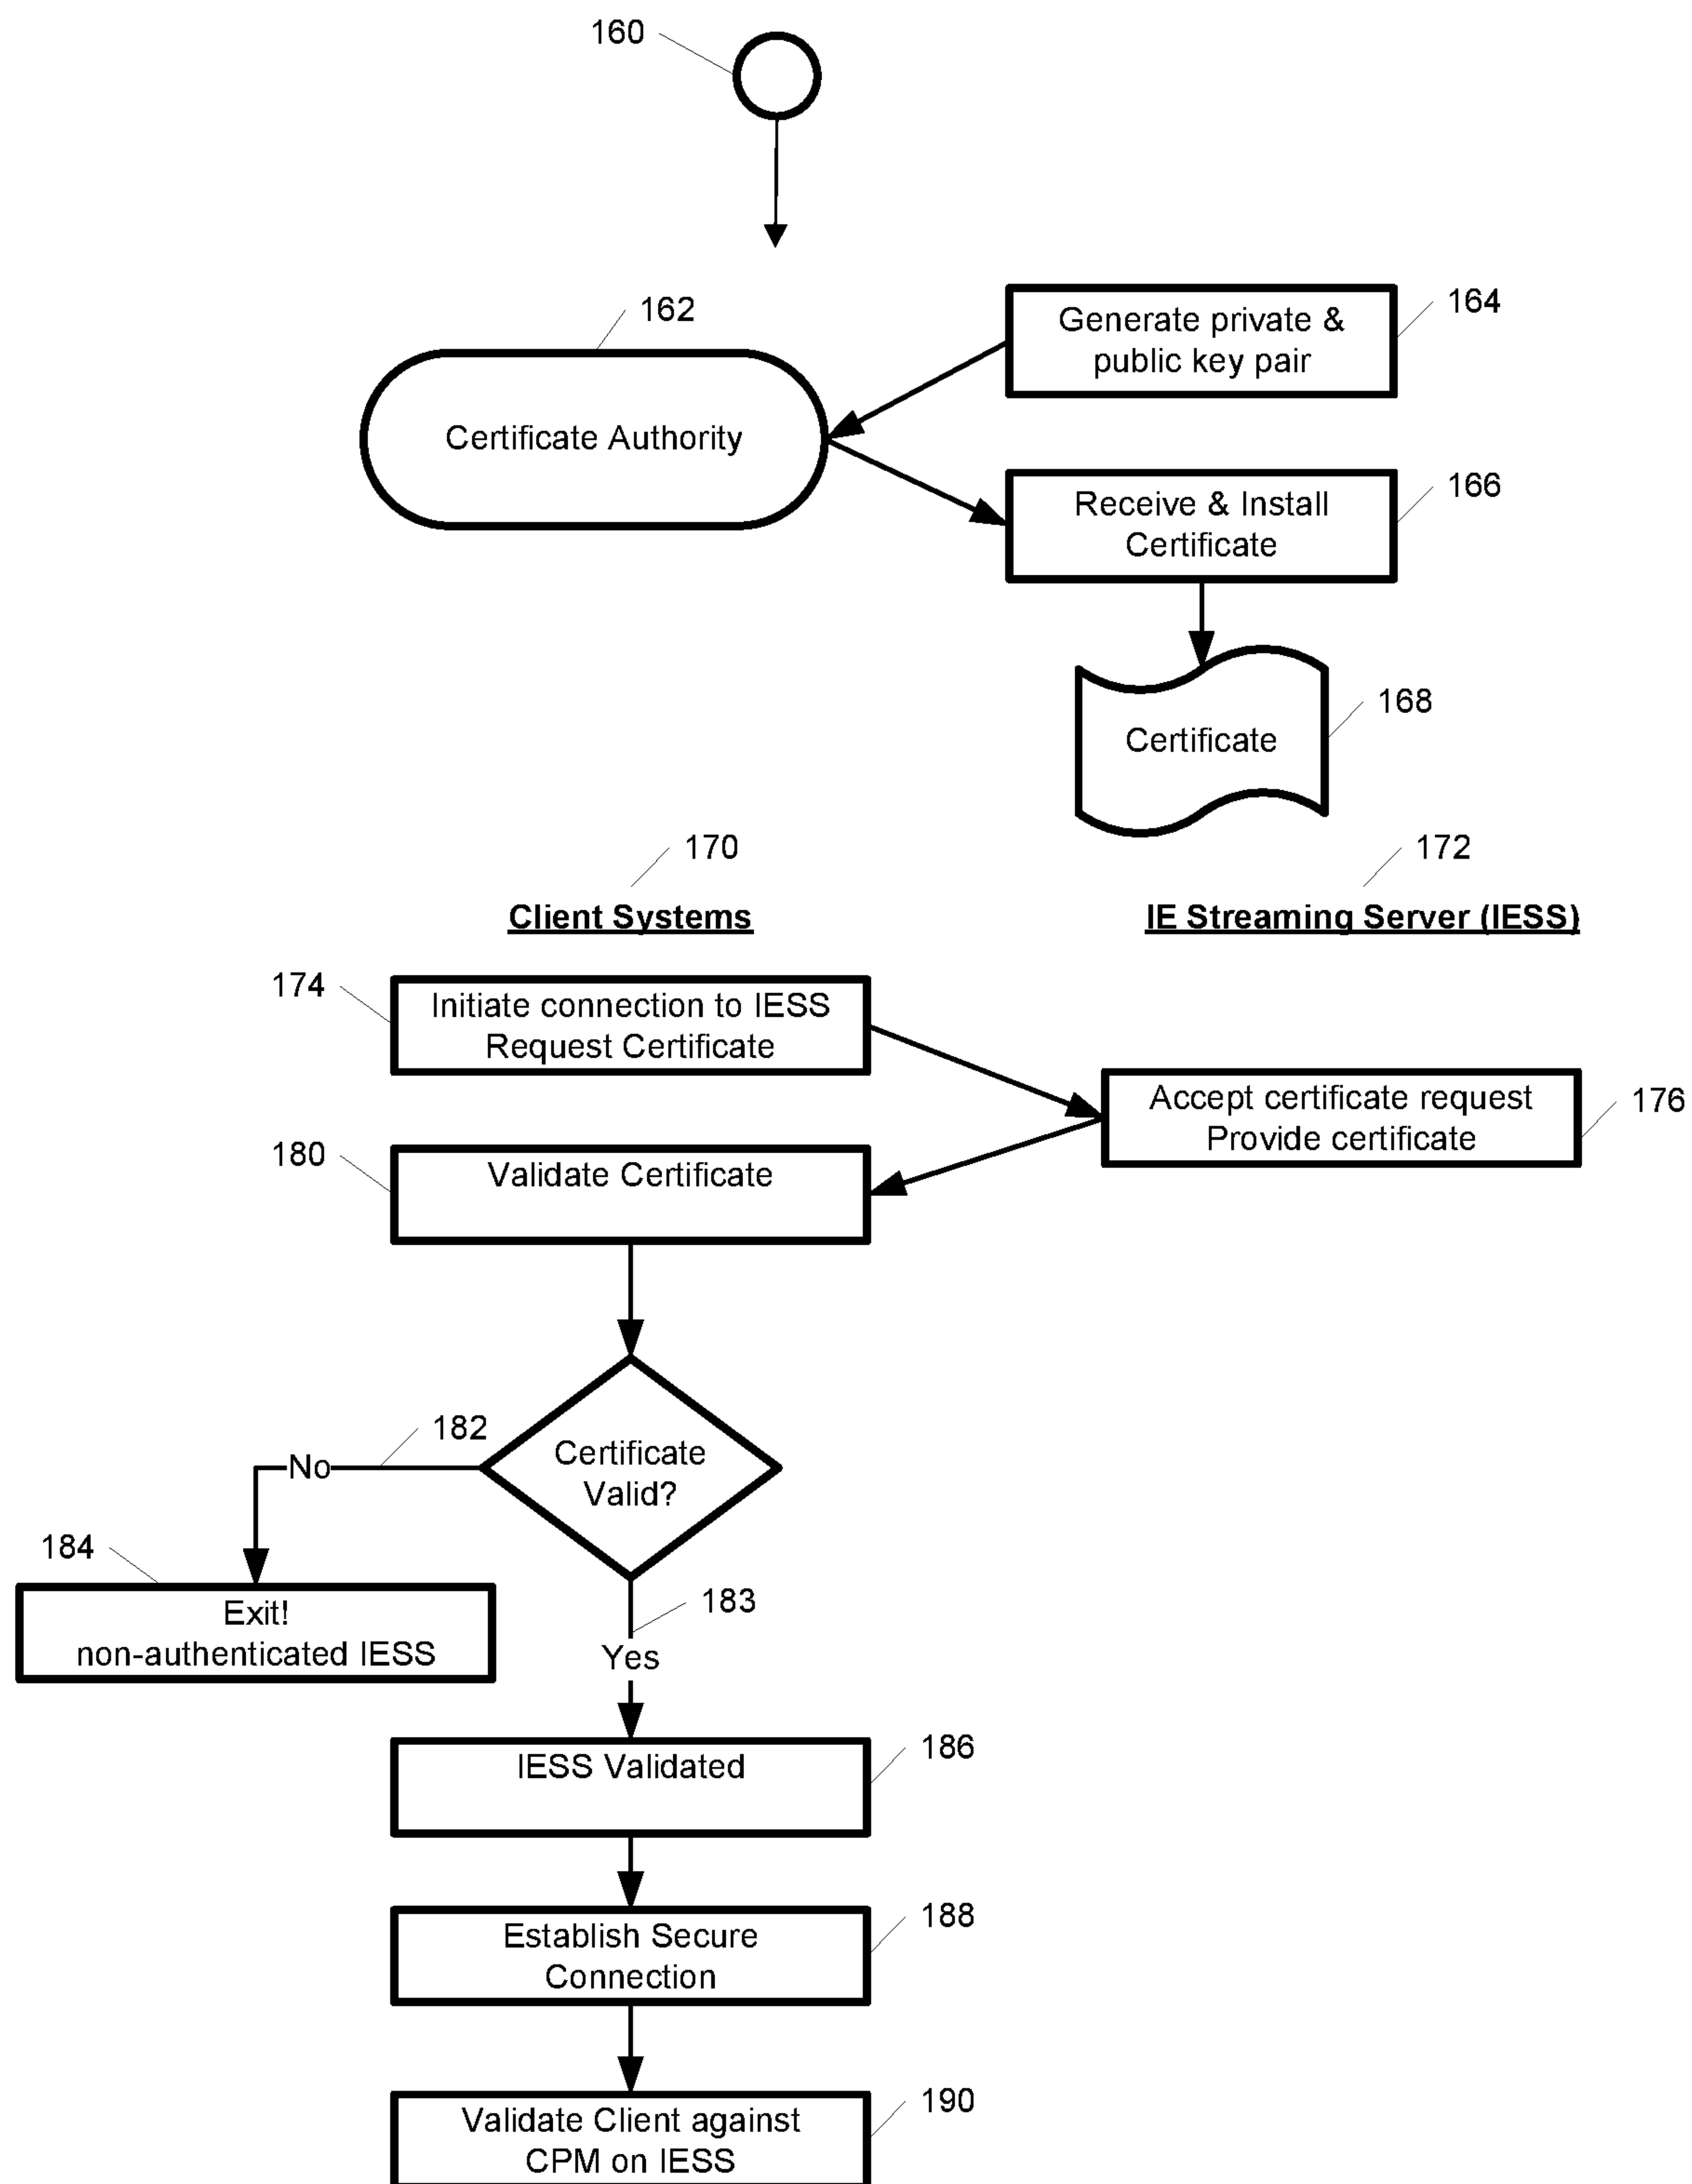 160
162
Generate private &
public key pair
164
Certificate Authority
Receive & Install
Certificate
166
Certificate
168
170
172
Client Systems
IE Streaming Server (IESS)
174
Initiate connection to IESS
Request Certificate
Accept certificate request
Provide certificate
176
180
Validate Certificate
182
No
Certificate
Valid?
184
183
Exit!
non-authenticated IESS
Yes
IESS Validated
186
Establish Secure
Connection
188
Validate Client against
CPM on IESS
190